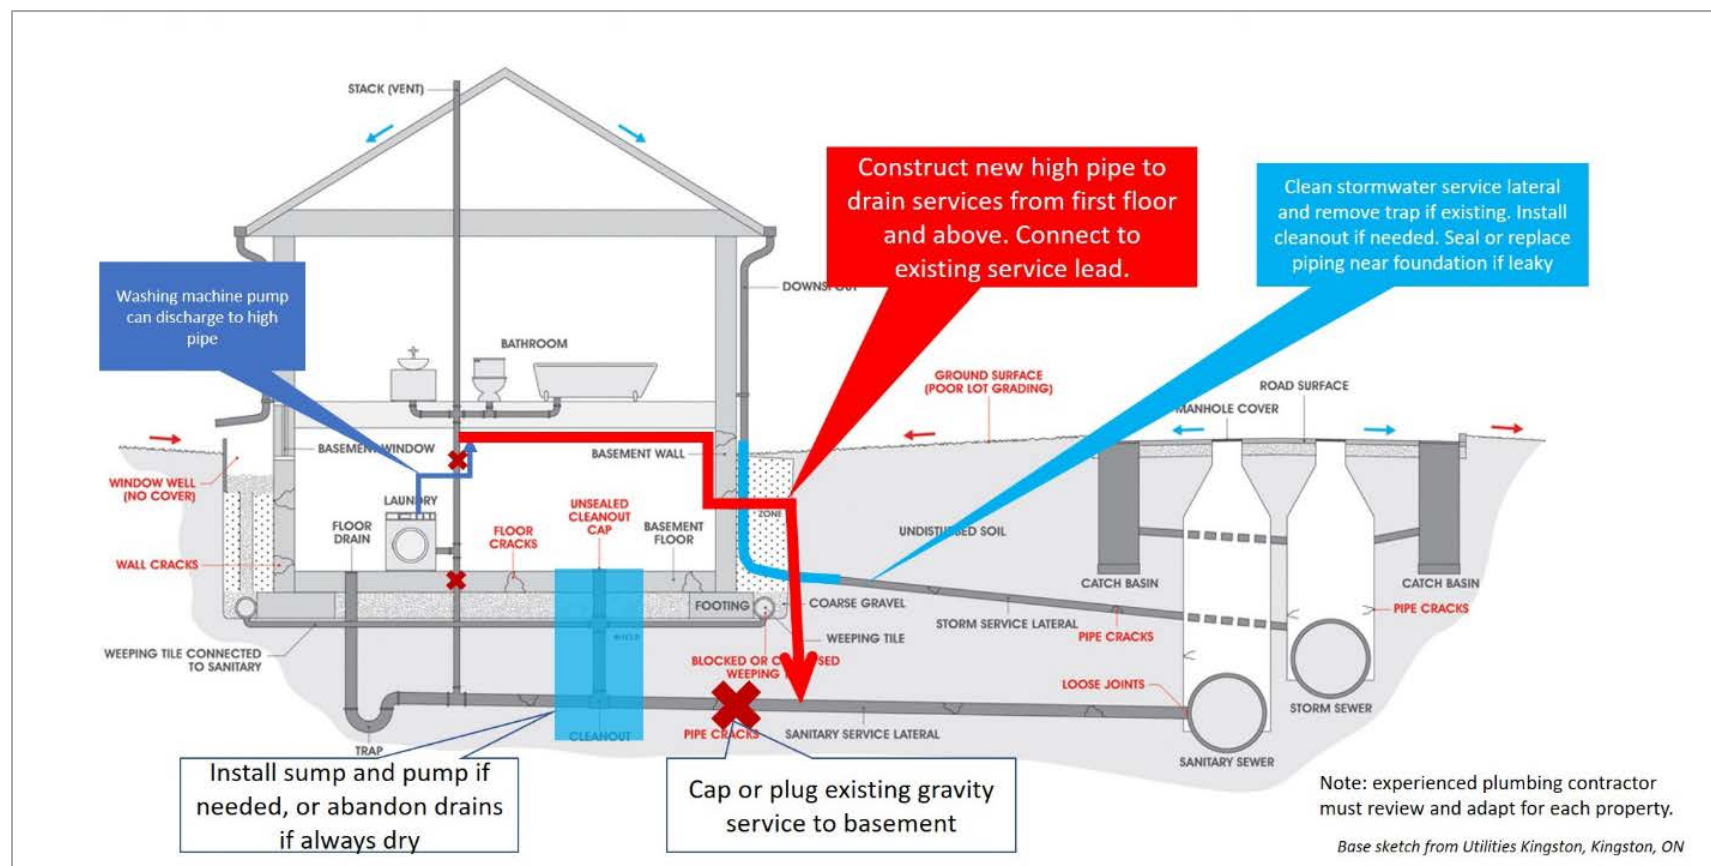 STACK (VENT)
Construct new high pipe to
drain services from first floor
and above. Connect to
existing service lead.
Clean stormwater service lateral
and remove trap if existing. Install
cleanout if needed. Seal or replace
piping near foundation if leaky
Washing machine pump
can discharge to high
pipe
BATHROOM
GROUND SURFACE
(POOR LOT GRADING)
ROAD SURFACE
MANHOLE COVER
BASEMENT WINDOW
BASEMENT WALL
WINDOW WELL
(NO COVER)
LAUNDRY
UNSEALED
CLEANOUT
CAP
FLOOR
DRAIN
FLOOR
CRACKS
BASEMENT
FLOOR
ZONE
WALL CRACKS
CATCH BASIN
CATCH BASIN
FOOTING
COARSE GRAVEL
STORM SERVICE LATERAL
PIPE CRACKS
PIPE CRACKS
WEEPING TILE
WEEPING TILE CONNECTED
TO SANITARY
BLOCKED OR
WEEPING
LOOSE JOINTS
STORM SEWER
TRAP
CLEANOUT
PIPE CRACKS
SANITARY SERVICE LATERAL
SANITARY SEWER
Install sump and pump if
needed, or abandon drains
if always dry
Cap or plug existing gravity
service to basement
Note: experienced plumbing contractor
must review and adapt for each property.
Base sketch from Utilities Kingston, Kingston, ON